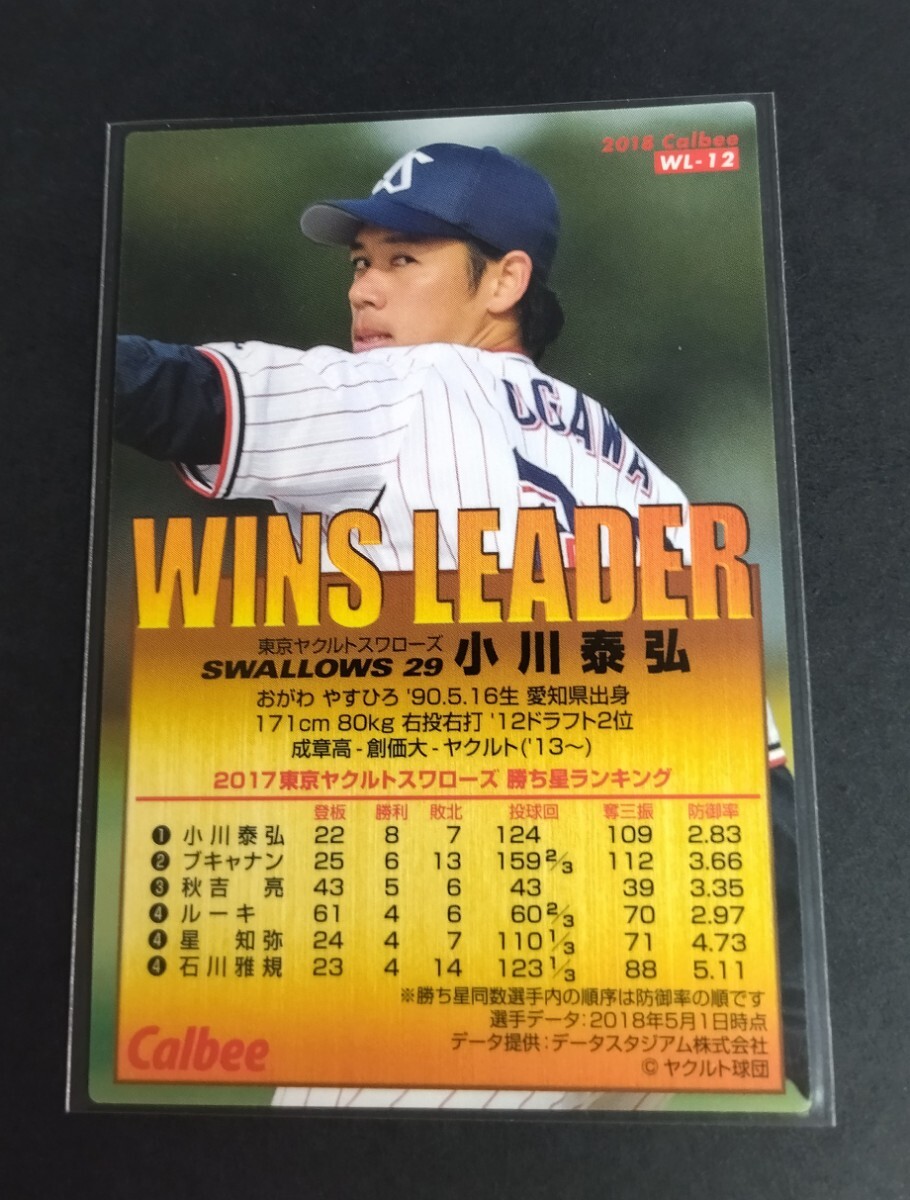 2018 Calbee
WL-12
OGAWA
WINS LEADER
東京ヤクルトスワローズ
SWALLOWS 29 小川泰弘
おがわ やすひろ '90.5.16生 愛知県出身
171cm 80kg 右投右打 '12ドラフト2位
成章高-創価大-ヤクルト('13〜)
2017東京ヤクルトスワローズ 勝ち星ランキング
登板 勝利 敗北 投球回 奪三振 防御率
❶ 小川泰弘 22 8 7 124 109 2.83
❷ ブキャナン 25 6 13 159 2/3 112 3.66
❸ 秋吉 亮 43 5 6 43 39 3.35
❹ ルーキ 61 4 6 60 2/3 70 2.97
❹ 星 知弥 24 4 7 110 1/3 71 4.73
❹ 石川雅規 23 4 14 123 1/3 88 5.11
※勝ち星同数選手内の順序は防御率の順です
選手データ:2018年5月1日時点
データ提供:データスタジアム株式会社
©ヤクルト球団
Calbee